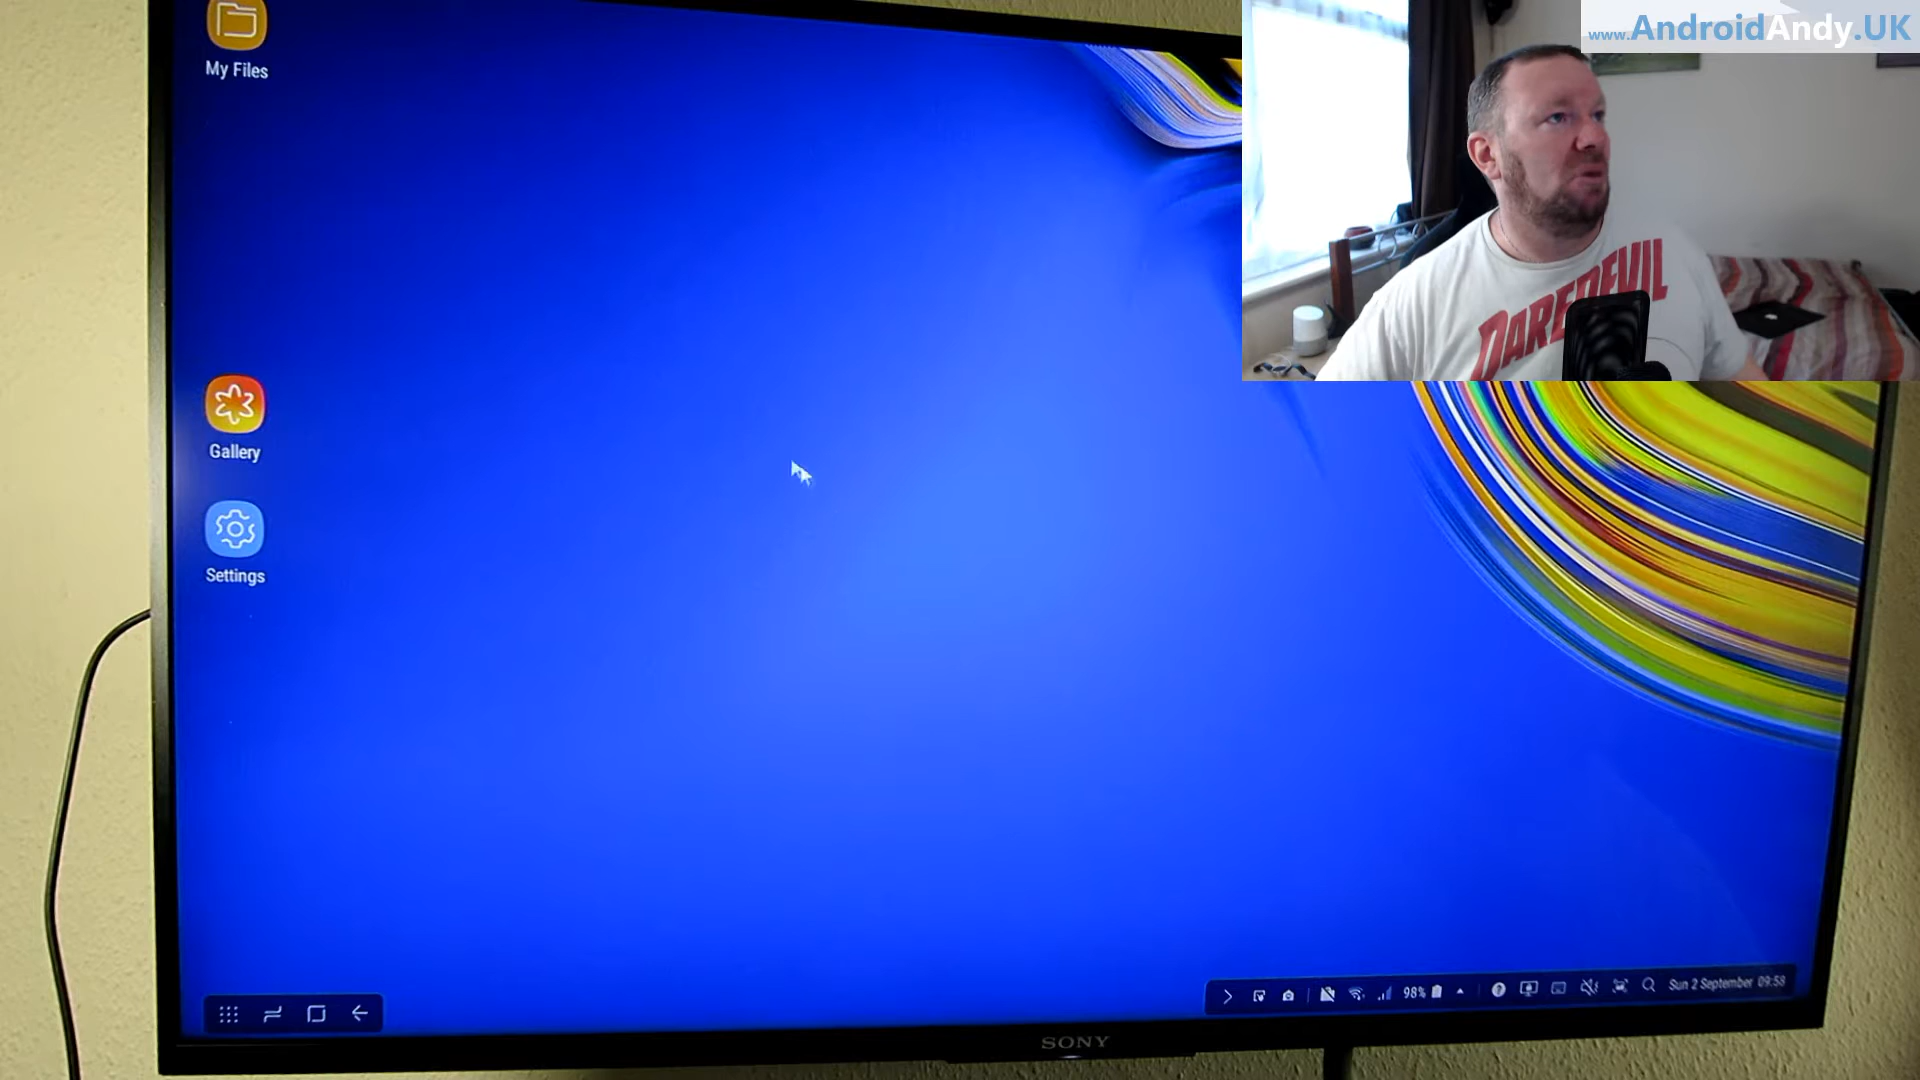 www.AndroidAndy.UK
My Files
DAREDEVIL
Gallery
Settings
98%
Sun 2 September 09:58
SONY